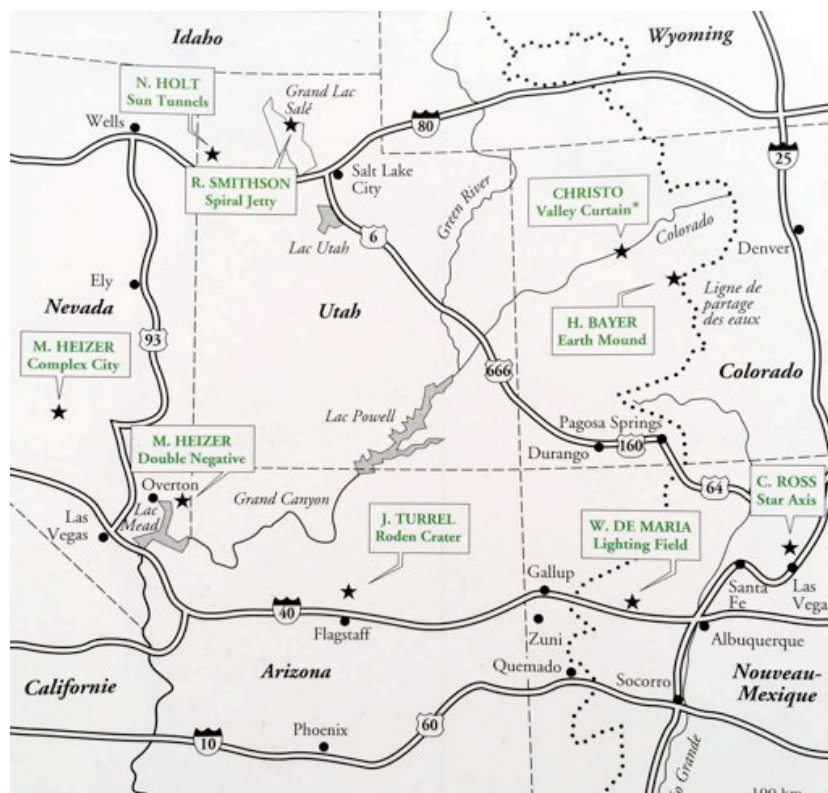 Idaho
Wyoming
N. HOLT
Sun Tunnels
Grand Lac
Salé
Wells
80
25
R. SMITHSON
Spiral Jetty
Salt Lake
City
Green River
CHRISTO
Valley Curtain*
Colorado
Lac Utah
6
Denver
Ely
Nevada
Utah
Ligne de
partage
des eaux
H. BAYER
Earth Mound
93
M. HEIZER
Complex City
666
Colorado
Lac Powell
Pagosa Springs
M. HEIZER
Double Negative
Durango
160
Overton
Grand Canyon
64
C. ROSS
Star Axis
Lac
Mead
Las
Vegas
J. TURREL
Roden Crater
W. DE MARIA
Lighting Field
Gallup
Santa
Fe
Las
Vega
40
Flagstaff
Zuni
Albuquerque
Quemado
Californie
Arizona
Socorro
Nouveau-
Mexique
60
10
Phoenix
o Grande
100 km